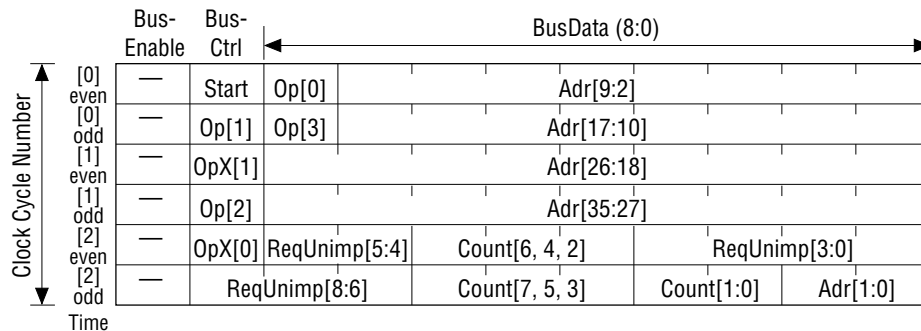 Bus- Bus- BusData (8:0)
Enable Ctrl
Clock Cycle Number
[0] even — Start Op[0] Adr[9:2]
[0] odd — Op[1] Op[3] Adr[17:10]
[1] even — OpX[1] Adr[26:18]
[1] odd — Op[2] Adr[35:27]
[2] even — OpX[0] ReqUnimp[5:4] Count[6, 4, 2] ReqUnimp[3:0]
[2] odd — ReqUnimp[8:6] Count[7, 5, 3] Count[1:0] Adr[1:0]
Time